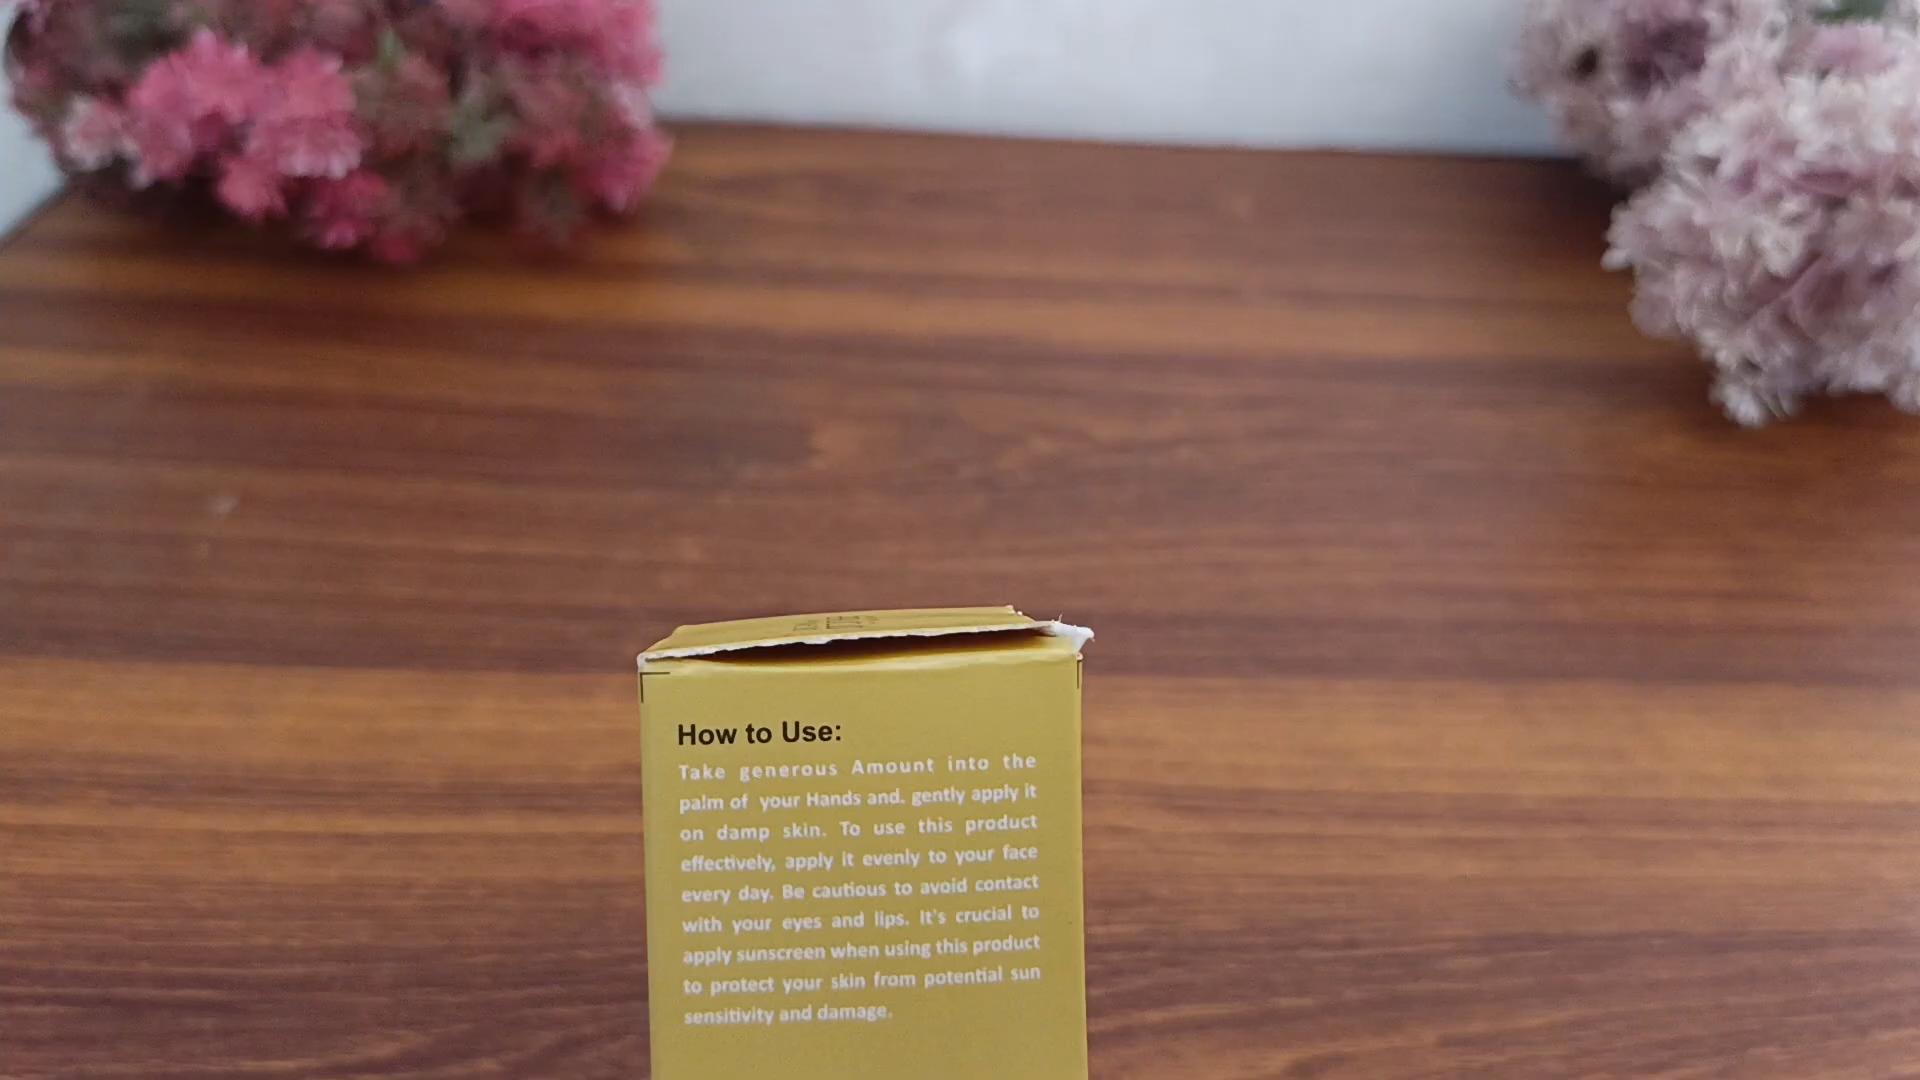 How to Use:
Take generous Amount into the
palm of your Hands and. gently apply it
on damp skin. To use this product
effectively, apply it evenly to your face
every day. Be cautious to avoid contact
with your eyes and lips. It's crucial to
apply sunscreen when using this product
to protect your skin from potential sun
sensitivity and damage.